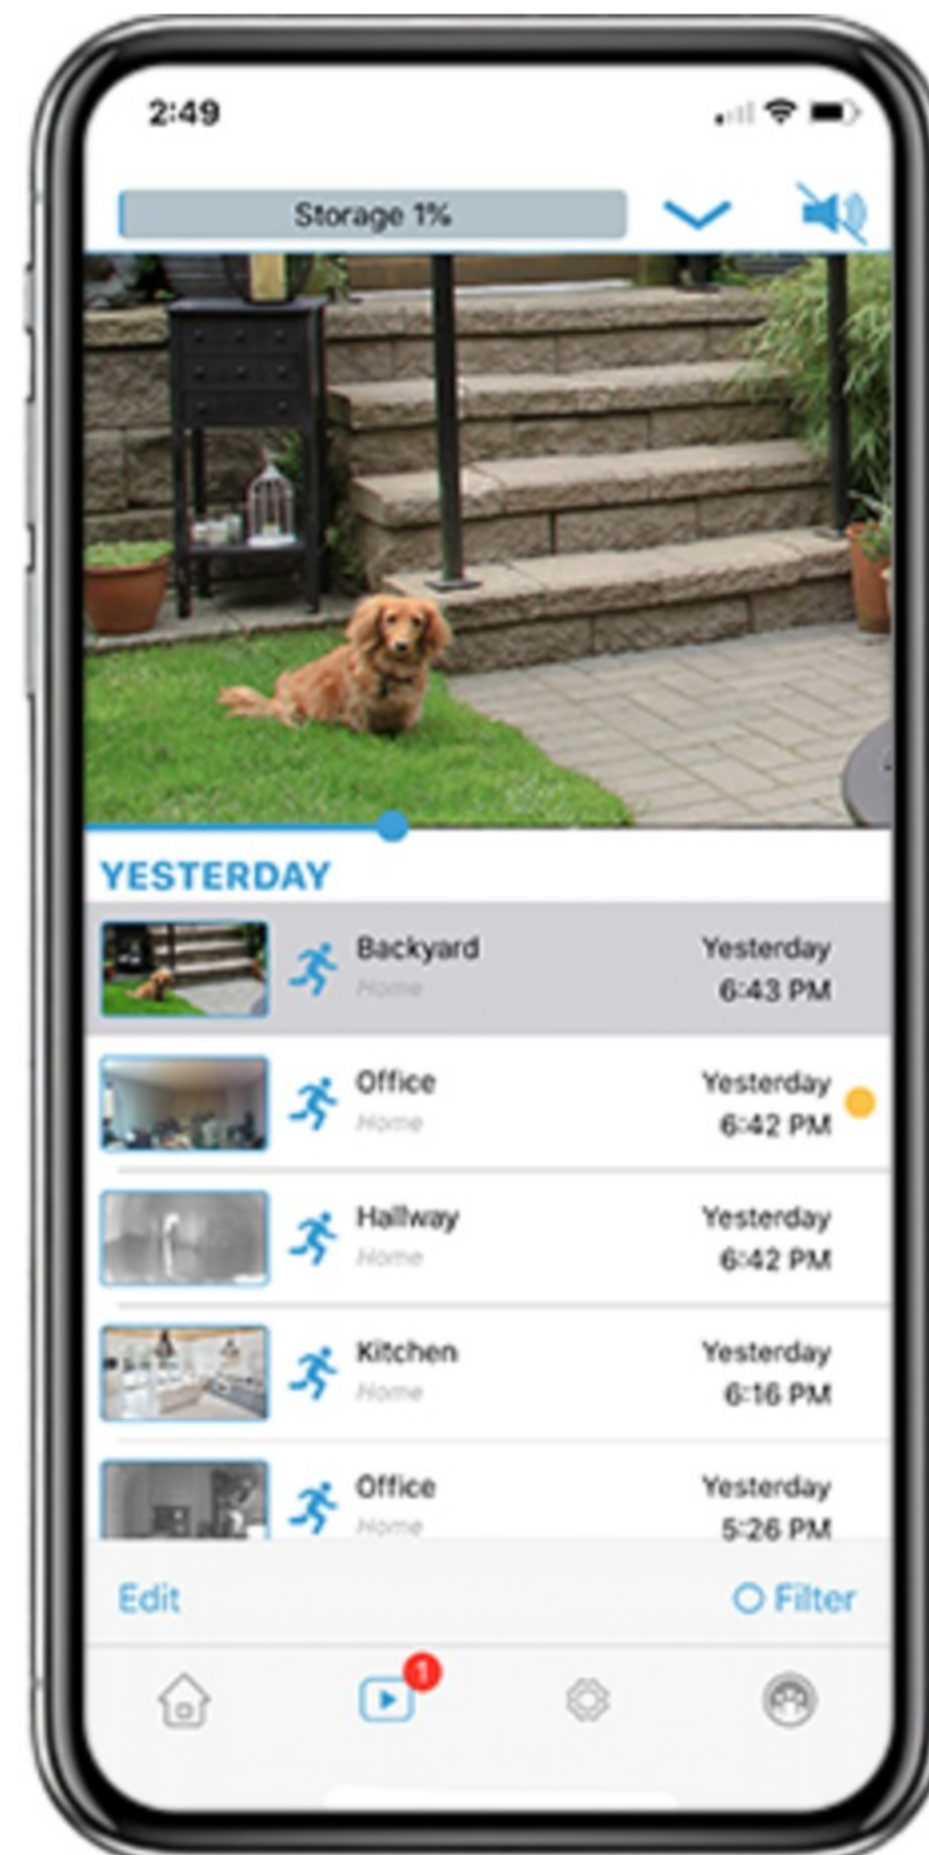 2:49
Storage 1%
YESTERDAY
Backyard Yesterday
Home 6:43 PM
Office Yesterday
Home 6:42 PM
Hallway Yesterday
Home 6:42 PM
Kitchen Yesterday
Home 6:16 PM
Office Yesterday
Home 5:26 PM
Edit Filter
1